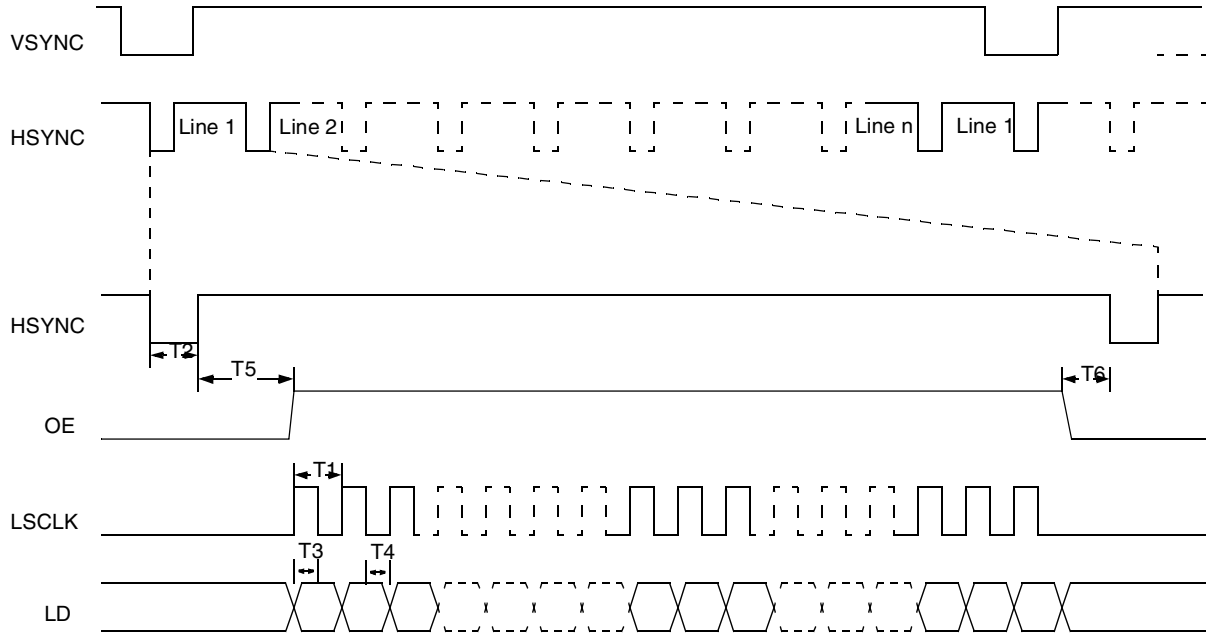 VSYNC
HSYNC
Line 1
Line 2
Line n
Line 1
HSYNC
T2
T5
T6
OE
T1
LSCLK
T3
T4
LD